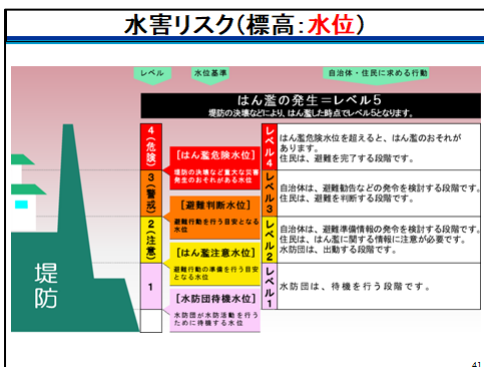 水害リスク(標高:水位)
レベル
水位基準
自治体・住民に求める行動
はん濫の発生=レベル5
堤防の決壊などにより、はん濫した時点でレベル5となります。
4(危険)
[はん濫危険水位]
堤防の決壊など重大な災害
発生のおそれがある水位
レベル4
はん濫危険水位を超えると、はん濫のおそれが
あります。
住民は、避難を完了する段階です。
3(警戒)
[避難判断水位]
避難行動を行う目安となる
水位
レベル3
自治体は、避難勧告などの発令を検討する段階です。
住民は、避難を判断する段階です。
2(注意)
[はん濫注意水位]
避難行動の準備を行う目安
となる水位
レベル2
自治体は、避難準備情報の発令を検討する段階です。
住民は、はん濫に関する情報に注意が必要です。
水防団は、出動する段階です。
1
[水防団待機水位]
水防団が水防活動を行う
ために待機する水位
レベル1
水防団は、待機を行う段階です。
堤防
41